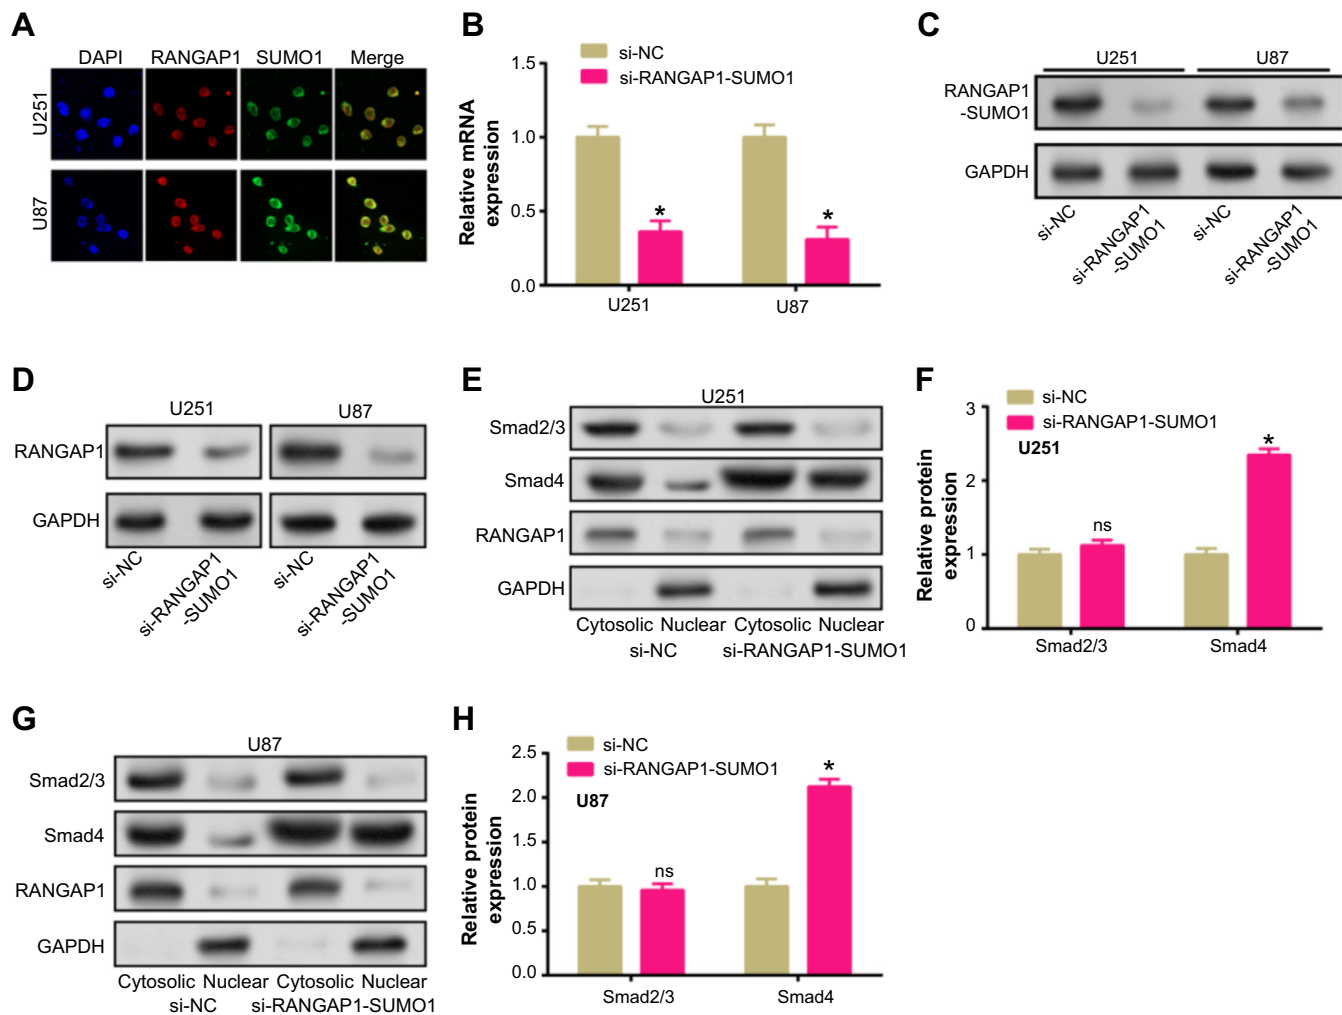 A
DAPI RANGAP1 SUMO1 Merge
U251
U87
B
si-NC
si-RANGAP1-SUMO1
Relative mRNA
expression
1.5
1.0
0.5
0.0
*
*
U251 U87
C
U251 U87
RANGAP1
-SUMO1
GAPDH
si-NC
si-RANGAP1
-SUMO1
si-NC
si-RANGAP1
-SUMO1
D
U251 U87
RANGAP1
GAPDH
si-NC
si-RANGAP1
-SUMO1
si-NC
si-RANGAP1
-SUMO1
E
U251
Smad2/3
Smad4
RANGAP1
GAPDH
Cytosolic Nuclear Cytosolic Nuclear
si-NC si-RANGAP1-SUMO1
F
si-NC
si-RANGAP1-SUMO1
U251
Relative protein
expression
3
2
1
0
ns
*
Smad2/3 Smad4
G
U87
Smad2/3
Smad4
RANGAP1
GAPDH
Cytosolic Nuclear Cytosolic Nuclear
si-NC si-RANGAP1-SUMO1
H
si-NC
si-RANGAP1-SUMO1
U87
Relative protein
expression
2.5
2.0
1.5
1.0
0.5
0.0
ns
*
Smad2/3 Smad4